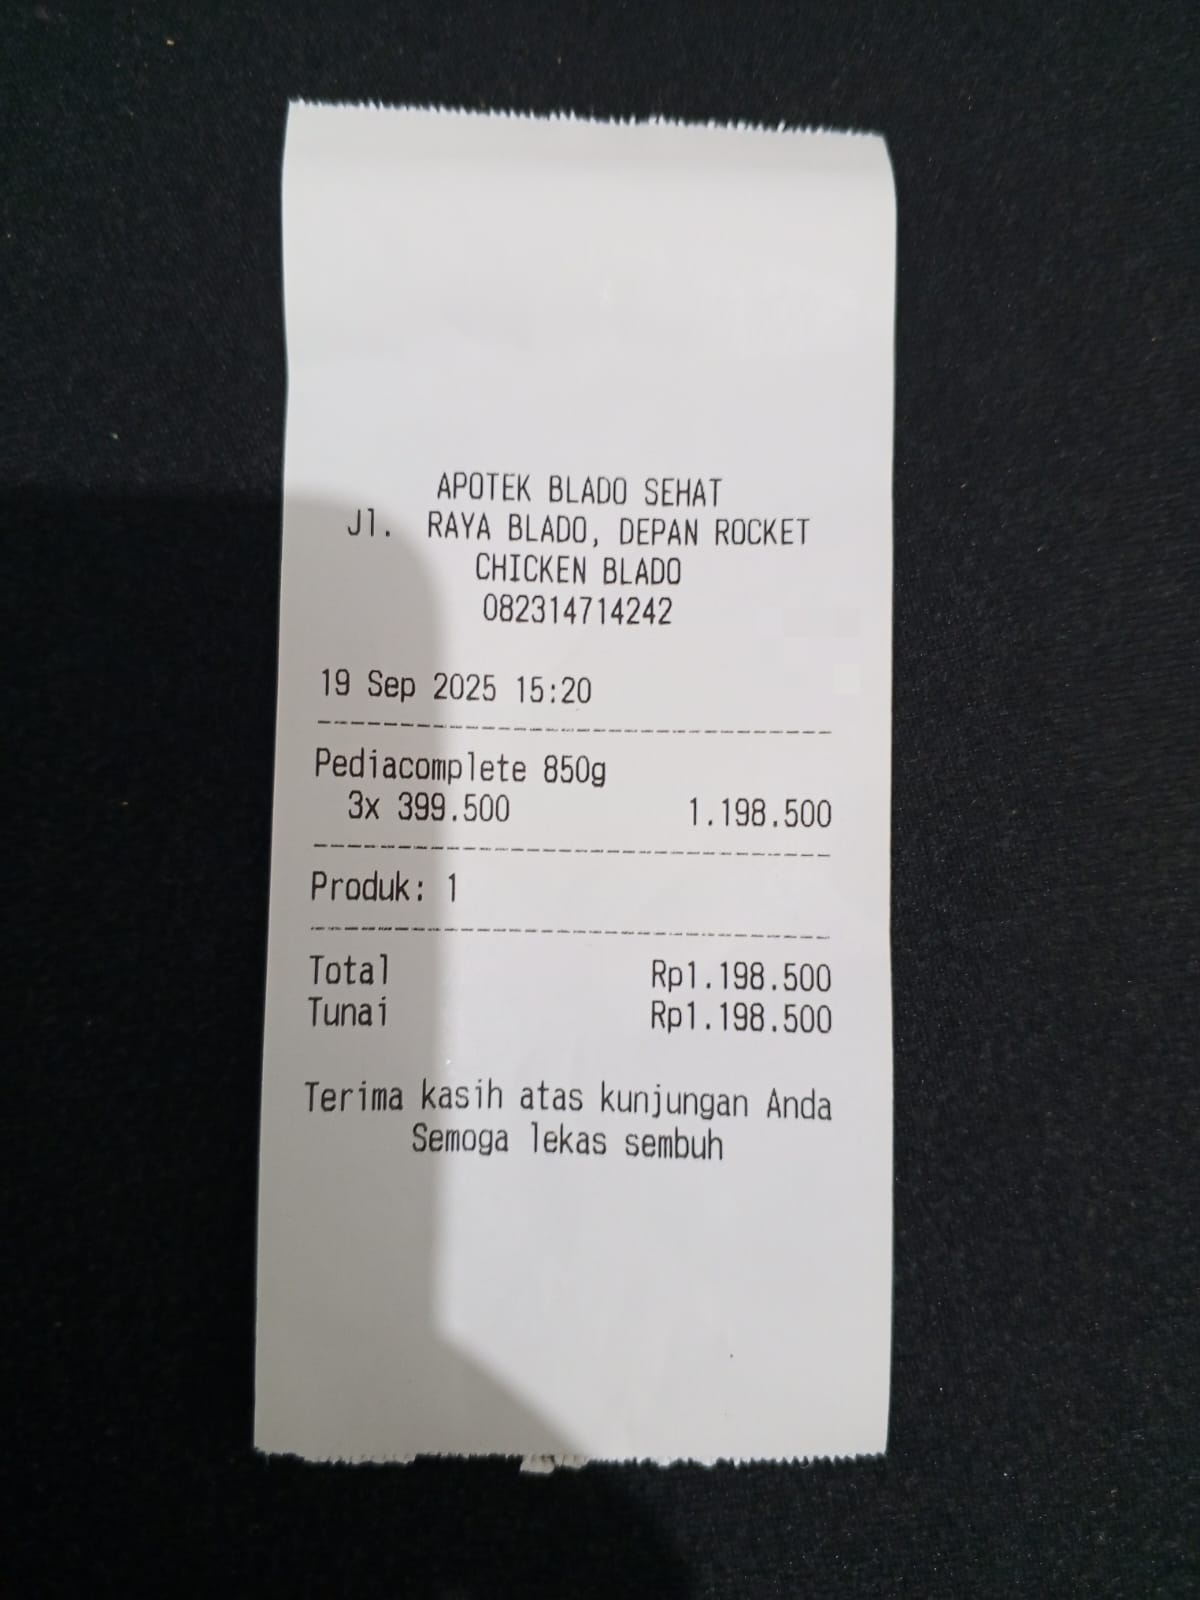 APOTEK BLADO SEHAT
Jl. RAYA BLADO, DEPAN ROCKET
CHICKEN BLADO
082314714242
19 Sep 2025 15:20
Pediacomplete 850g
3x 399.500 1.198.500
Produk: 1
Total Rp1.198.500
Tunai Rp1.198.500
Terima kasih atas kunjungan Anda
Semoga lekas sembuh